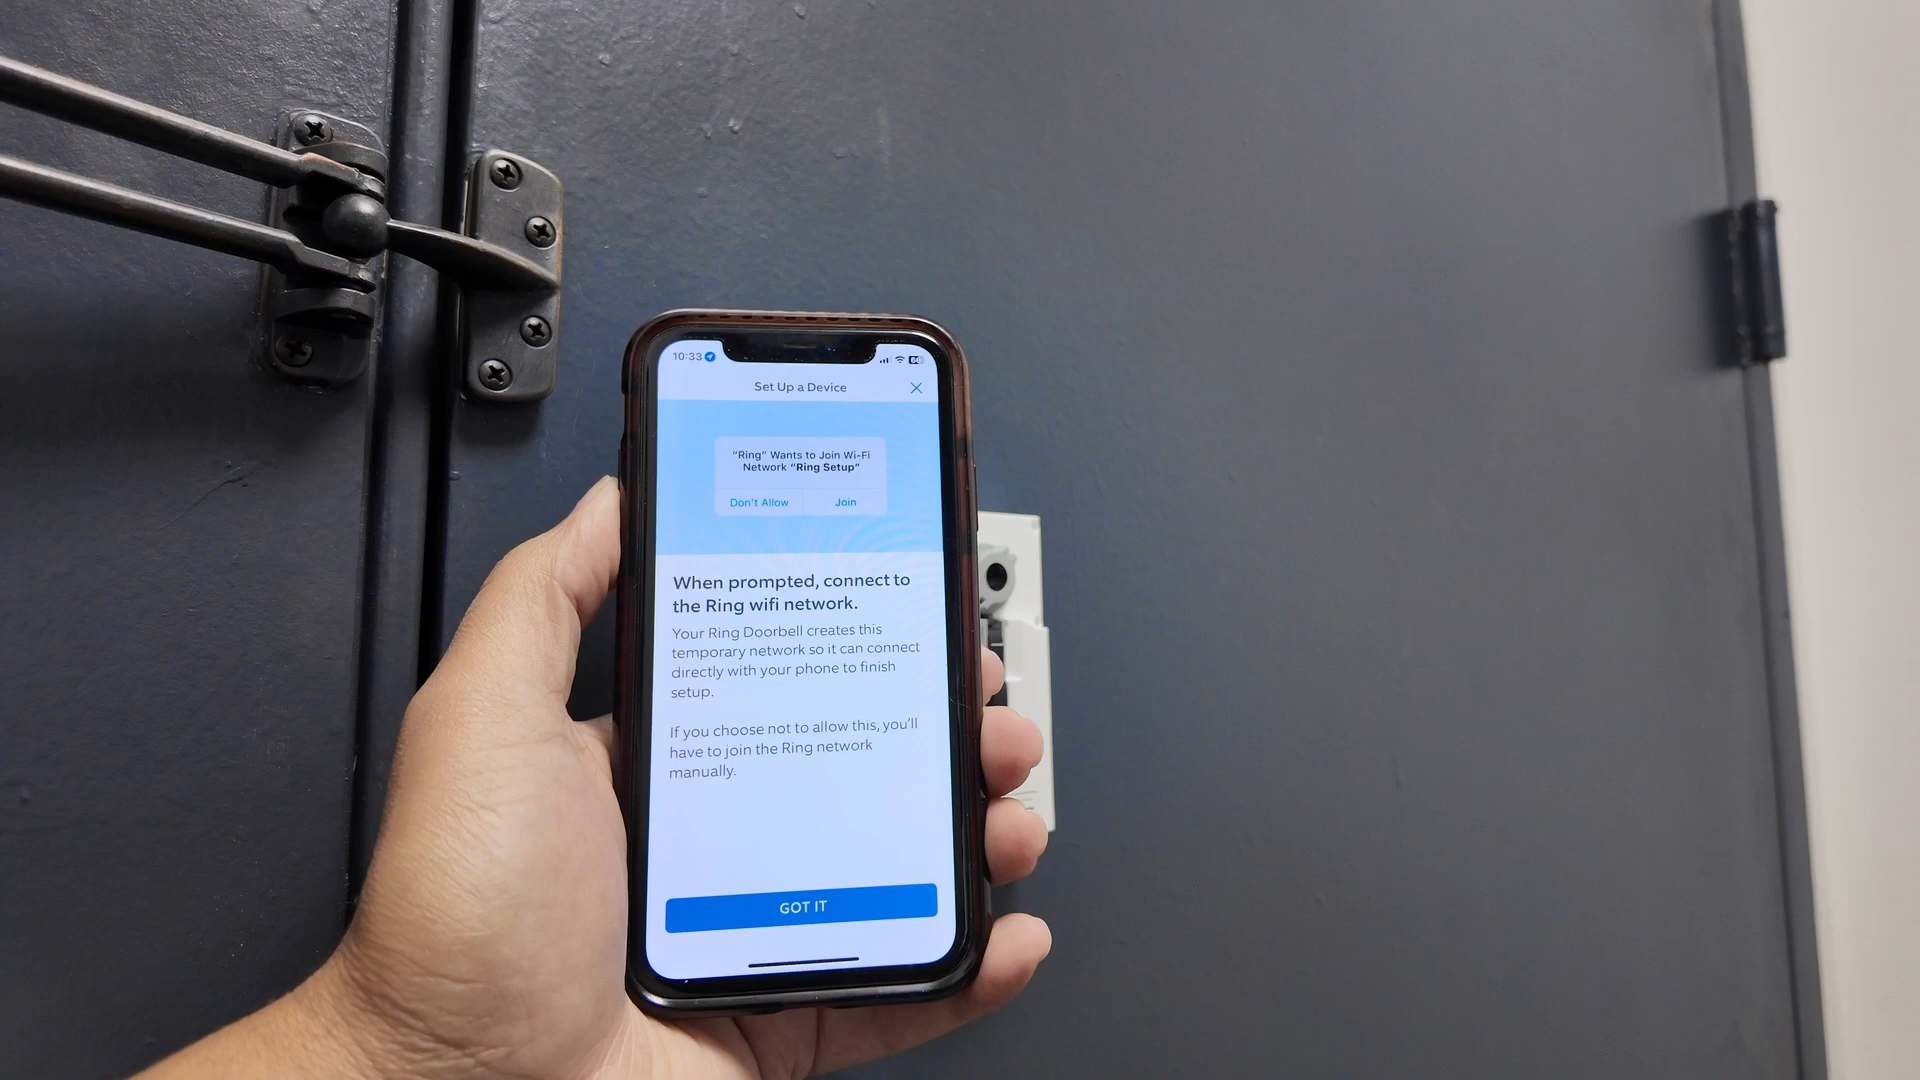 10:33
Set Up a Device
"Ring" Wants to Join Wi-Fi
Network "Ring Setup"
Don't Allow Join
When prompted, connect to
the Ring wifi network.
Your Ring Doorbell creates this
temporary network so it can connect
directly with your phone to finish
setup.
If you choose not to allow this, you'll
have to join the Ring network
manually.
GOT IT